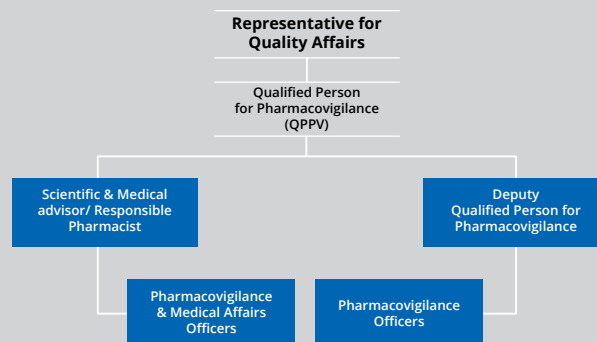 Representative for
Quality Affairs
Qualified Person
for Pharmacovigilance
(QPPV)
Scientific & Medical
advisor/ Responsible
Pharmacist
Deputy
Qualified Person for
Pharmacovigilance
Pharmacovigilance
& Medical Affairs
Officers
Pharmacovigilance
Officers